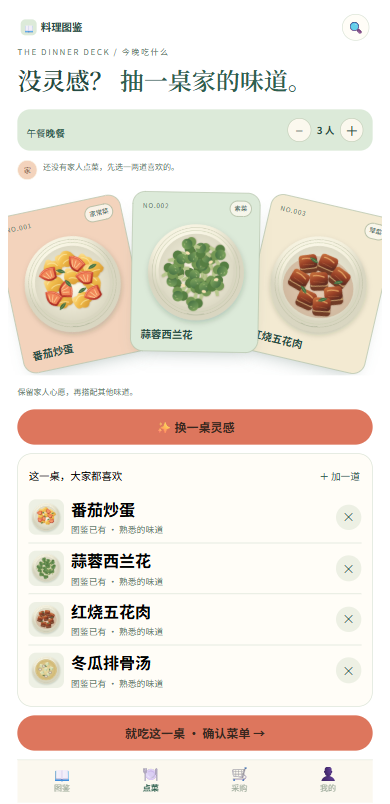 料理图鉴
THE DINNER DECK / 今晚吃什么
没灵感？ 抽一桌家的味道。
午餐晚餐
− 3 人 ＋
家 还没有家人点菜，先选一两道喜欢的。
NO.001 家常菜
番茄炒蛋
NO.002 素菜
蒜蓉西兰花
NO.003
红烧五花肉
保留家人心愿，再搭配其他味道。
✨ 换一桌灵感
这一桌，大家都喜欢 ＋ 加一道
番茄炒蛋
图鉴已有 · 熟悉的味道
蒜蓉西兰花
图鉴已有 · 熟悉的味道
红烧五花肉
图鉴已有 · 熟悉的味道
冬瓜排骨汤
图鉴已有 · 熟悉的味道
就吃这一桌 · 确认菜单 →
图鉴 点菜 采购 我的